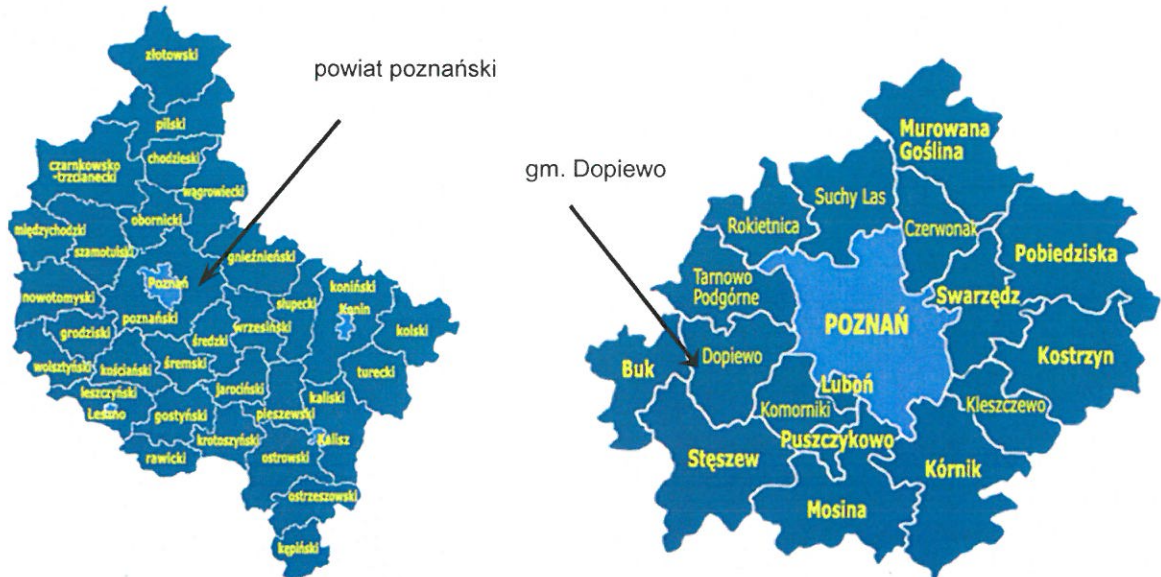 powiat poznański
złotowski
pilski
czarnkowsko
-trzcianecki
chodzieski
wągrowiecki
obornicki
międzychodzki
szamotulski
gnieźnieński
Poznań
nowotomyski
poznański
słupecki
koniński
Konin
kolski
grodziski
średzki
wrzesiński
wolsztyński
kościański
śremski
turecki
leszczyński
jarociński
kaliski
Leszno
gostyński
pleszewski
krotoszyński
Kalisz
rawicki
ostrowski
ostrzeszowski
kępiński
gm. Dopiewo
Murowana
Goślina
Suchy Las
Rokietnica
Czerwonak
Pobiedziska
Tarnowo
Podgórne
Swarzędz
POZNAŃ
Buk
Dopiewo
Kostrzyn
Luboń
Komorniki
Kleszczewo
Puszczykowo
Stęszew
Kórnik
Mosina